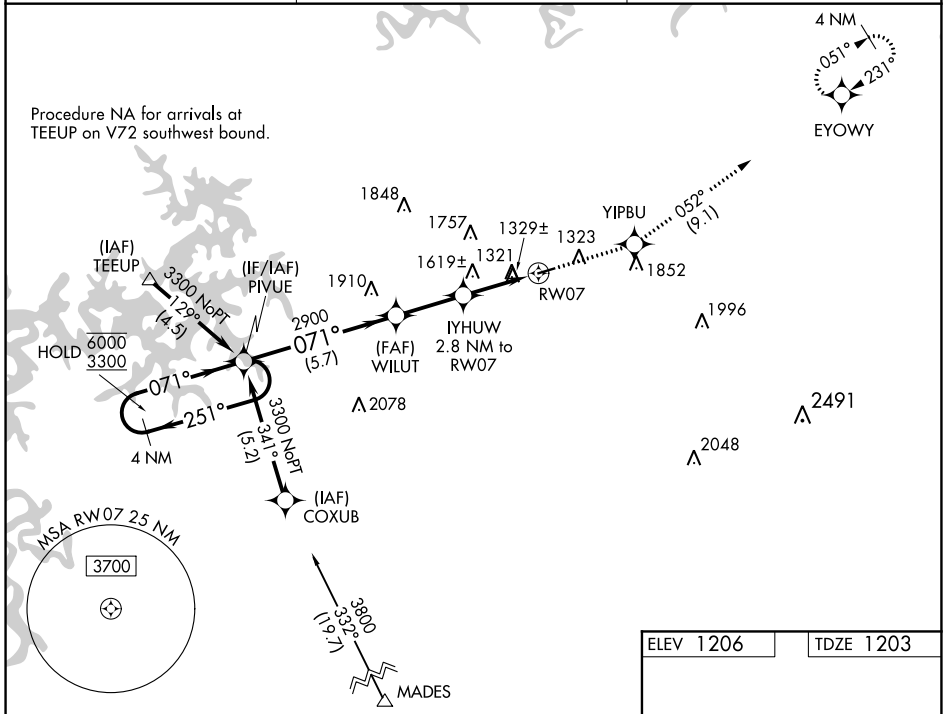 4 NM
051°
231°
EYOWY
Procedure NA for arrivals at
TEEUP on V72 southwest bound.
1848
1757
1329±
1323
YIPBU
052°
(9.1)
(IAF)
TEEUP
3300 NoPT
129°
(4.5)
(IF/IAF)
PIVUE
1910
1619±
1321
RW07
1852
2900
071°
(5.7)
(FAF)
WILUT
IYHUW
2.8 NM to
RW07
1996
HOLD
6000
3300
071°
251°
4 NM
2078
2491
2048
3300 NoPT
341°
(5.2)
(IAF)
COXUB
MSA RW07 25 NM
3700
3800
332°
(19.7)
MADES
ELEV 1206
TDZE 1203